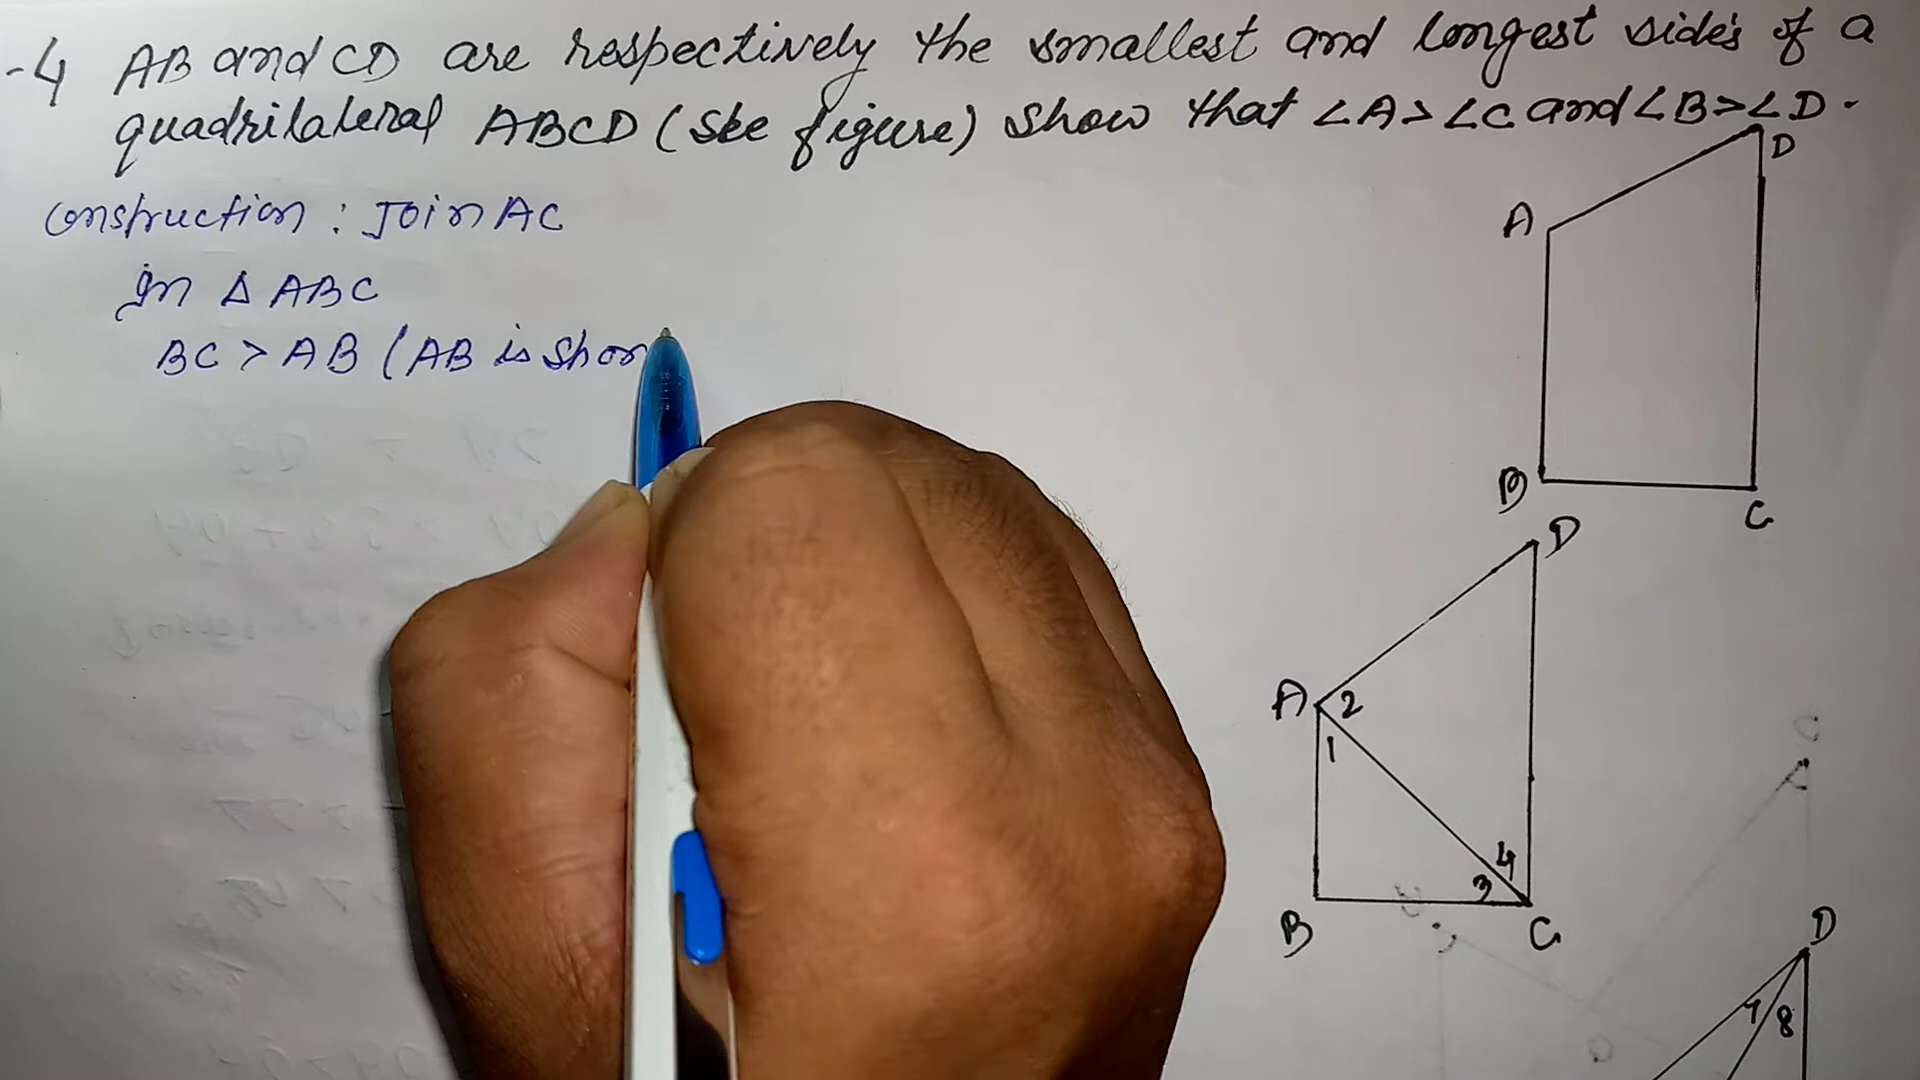 -4 AB and CD are respectively the smallest and longest sides of a
quadrilateral ABCD (see figure) show that ∠A>∠C and ∠B>∠D.
Construction : Join AC
In Δ ABC
BC > AB (AB is shor
D
A
B
C
D
A 2
1
4
3
B
C
D
7 8